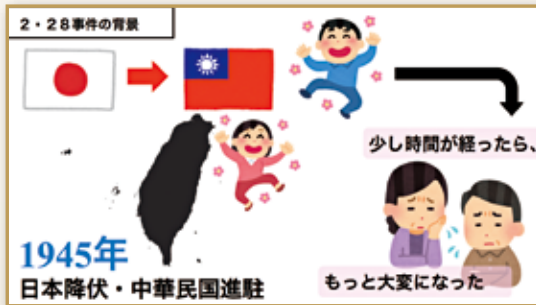 2・28事件の背景
少し時間が経ったら、
もっと大変になった
1945年
日本降伏・中華民国進駐